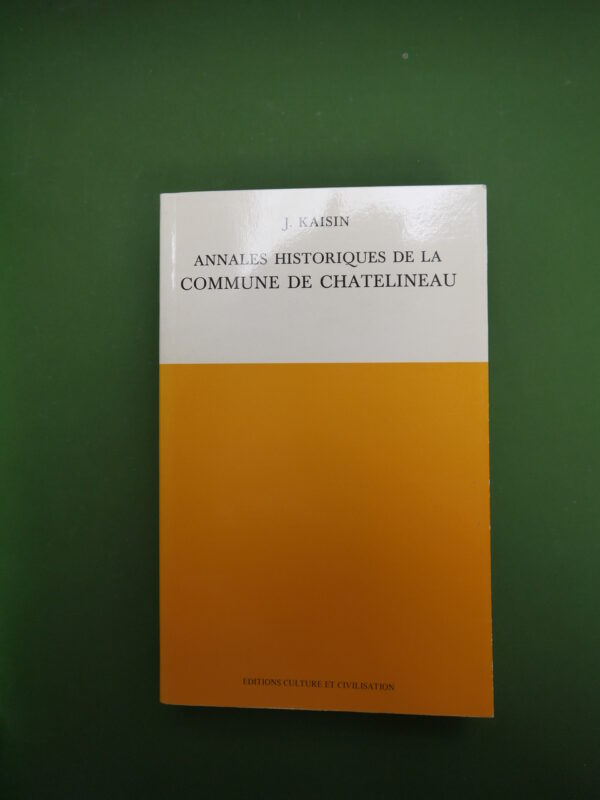 J. KAISIN
ANNALES HISTORIQUES DE LA
COMMUNE DE CHATELINEAU
EDITIONS CULTURE ET CIVILISATION